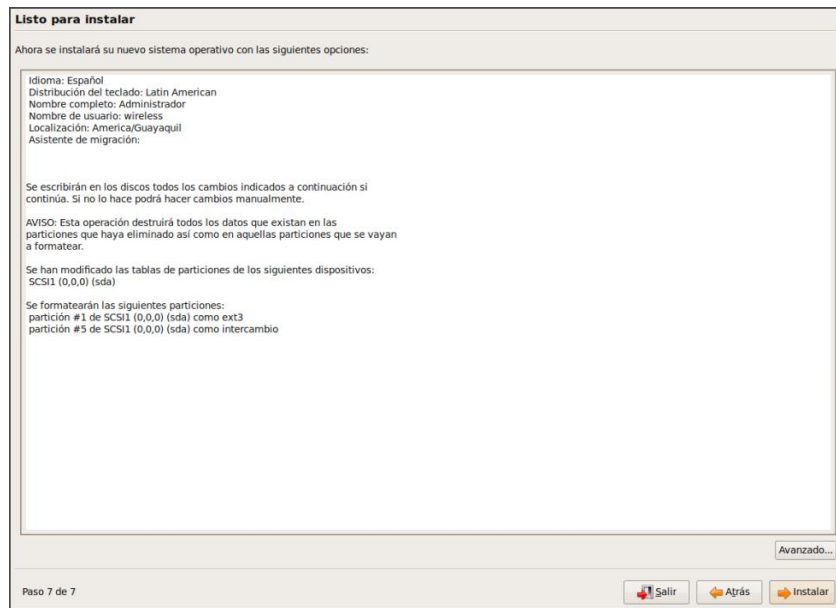 Listo para instalar
Ahora se instalará su nuevo sistema operativo con las siguientes opciones:
Idioma: Español
Distribución del teclado: Latin American
Nombre completo: Administrador
Nombre de usuario: wireless
Localización: America/Guayaquil
Asistente de migración:
Se escribirán en los discos todos los cambios indicados a continuación si
continúa. Si no lo hace podrá hacer cambios manualmente.
AVISO: Esta operación destruirá todos los datos que existan en las
particiones que haya eliminado así como en aquellas particiones que se vayan
a formatear.
Se han modificado las tablas de particiones de los siguientes dispositivos:
SCSI1 (0,0,0) (sda)
Se formatearán las siguientes particiones:
partición #1 de SCSI1 (0,0,0) (sda) como ext3
partición #5 de SCSI1 (0,0,0) (sda) como intercambio
Avanzado...
Paso 7 de 7
Salir
Atrás
Instalar